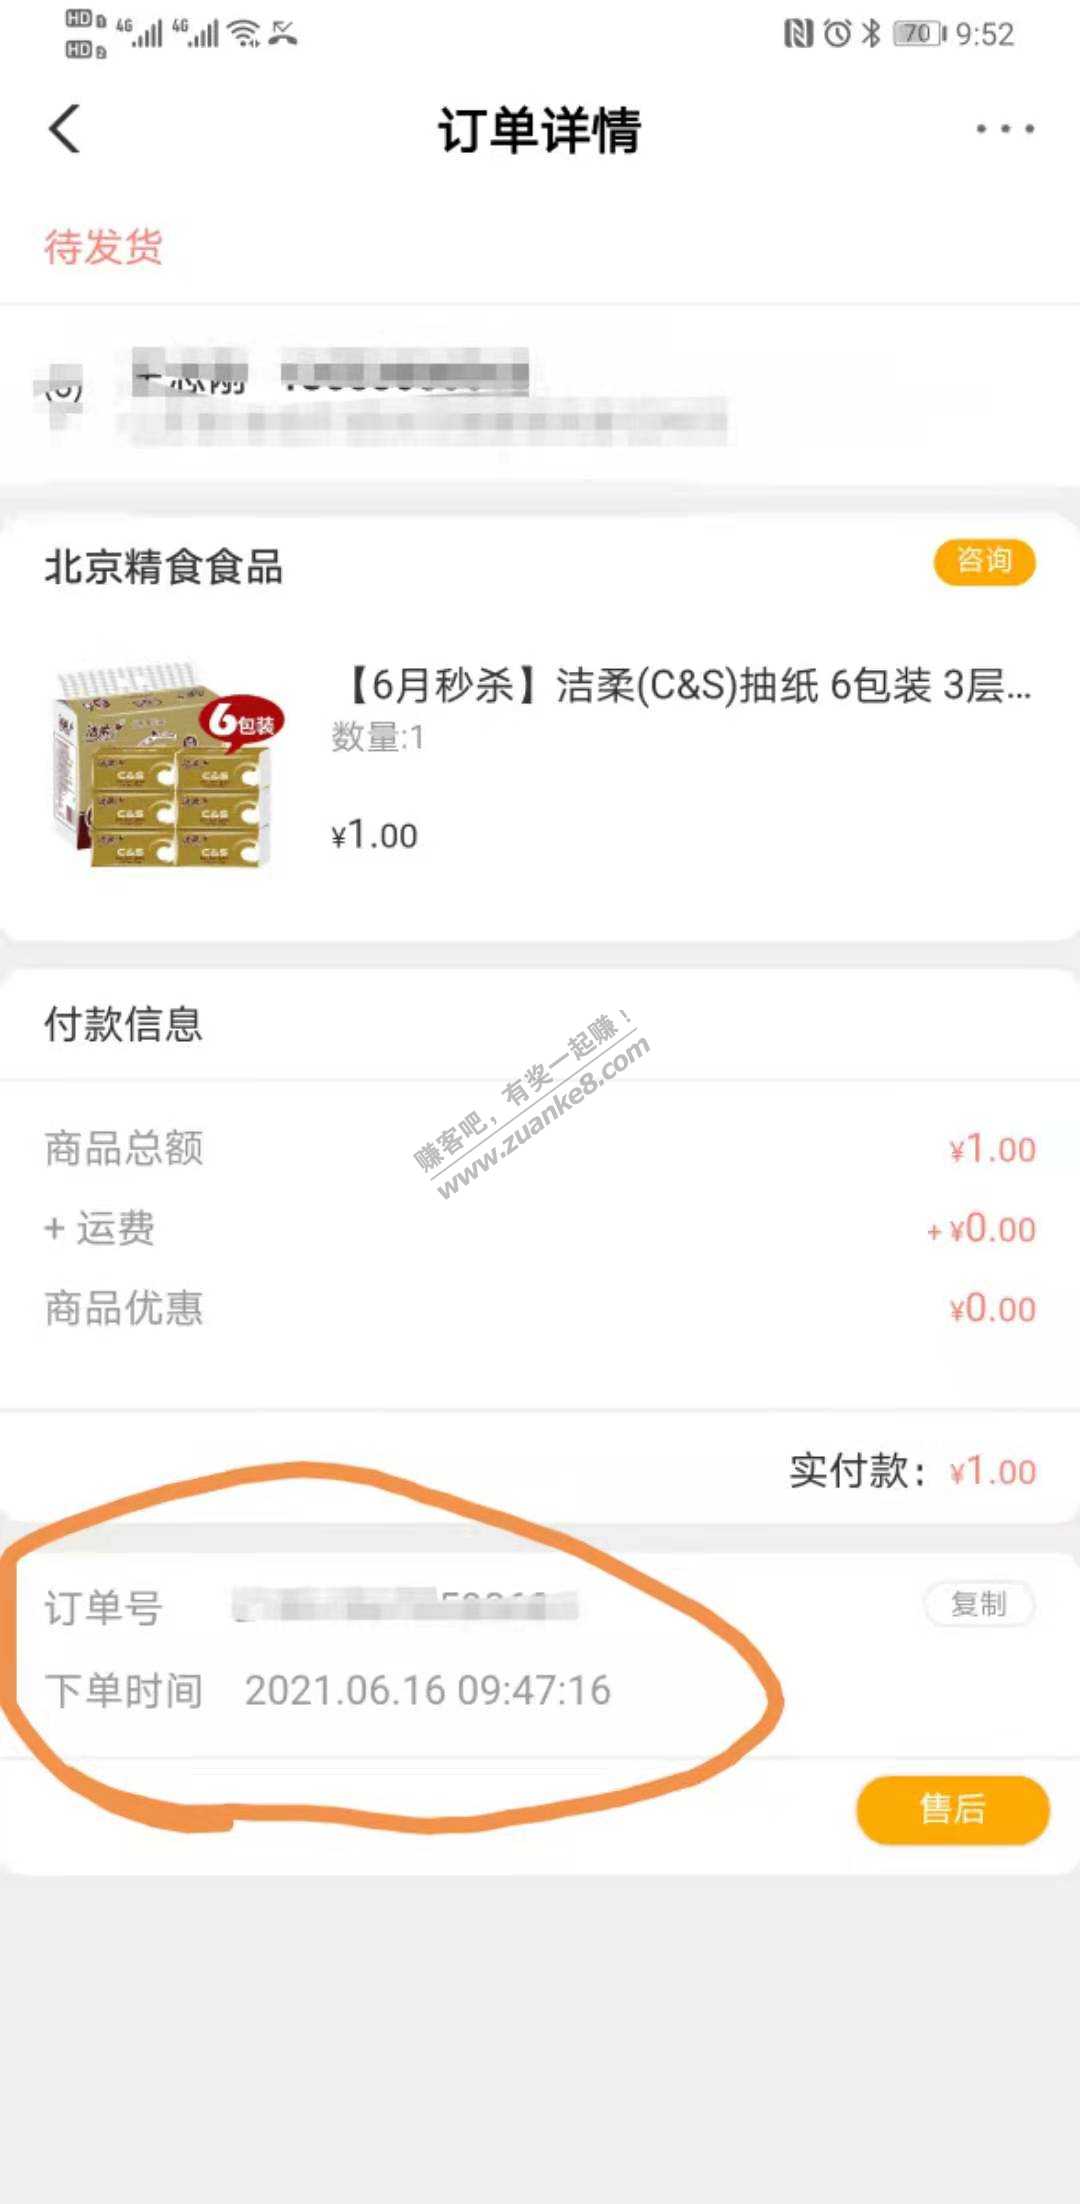 HD 1 4G 4G 70 9:52
HD 2
订单详情
待发货
北京精食食品
咨询
【6月秒杀】洁柔(C&S)抽纸 6包装 3层...
数量:1
6包装
C&S C&S
C&S C&S
C&S C&S
¥1.00
付款信息
赚客吧，有奖一起赚！
www.zuanke8.com
商品总额 ¥1.00
+ 运费 + ¥0.00
商品优惠 ¥0.00
实付款： ¥1.00
订单号
复制
下单时间 2021.06.16 09:47:16
售后